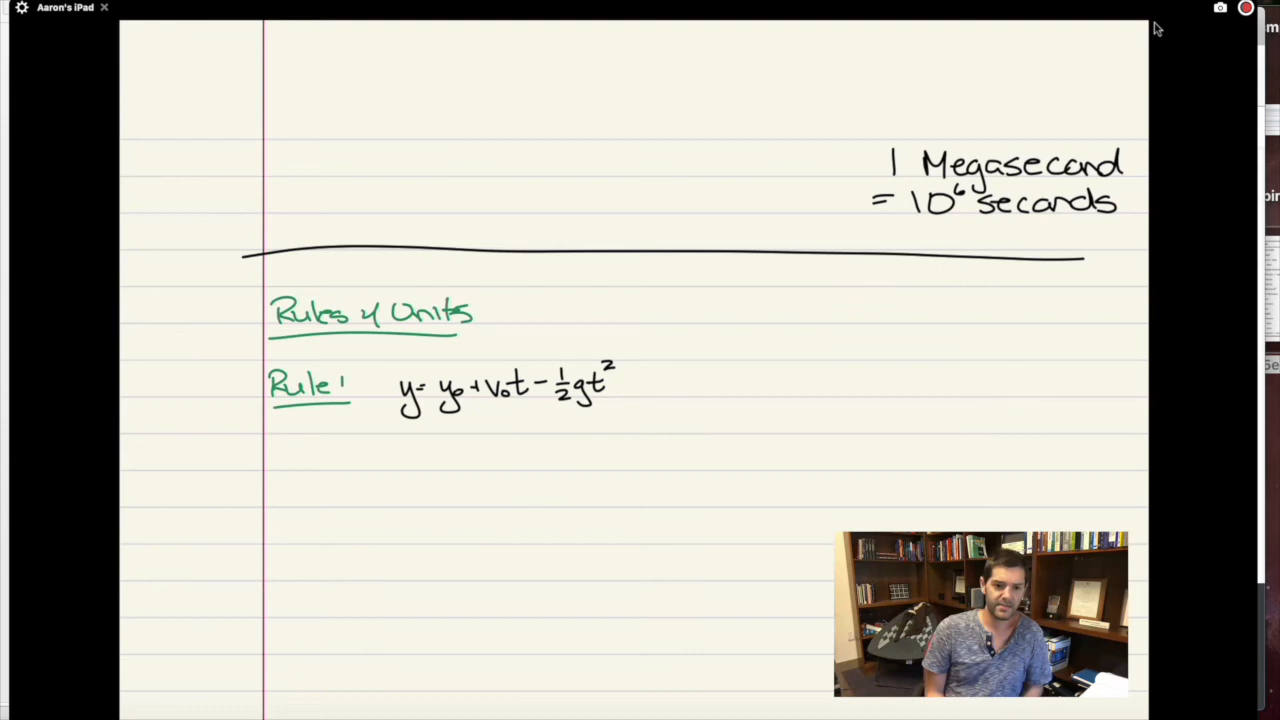 Aaron's iPad
1 Megasecond
= 10⁶ seconds
Rules of Units
Rule 1 y = y₀ + v₀t − ½gt²